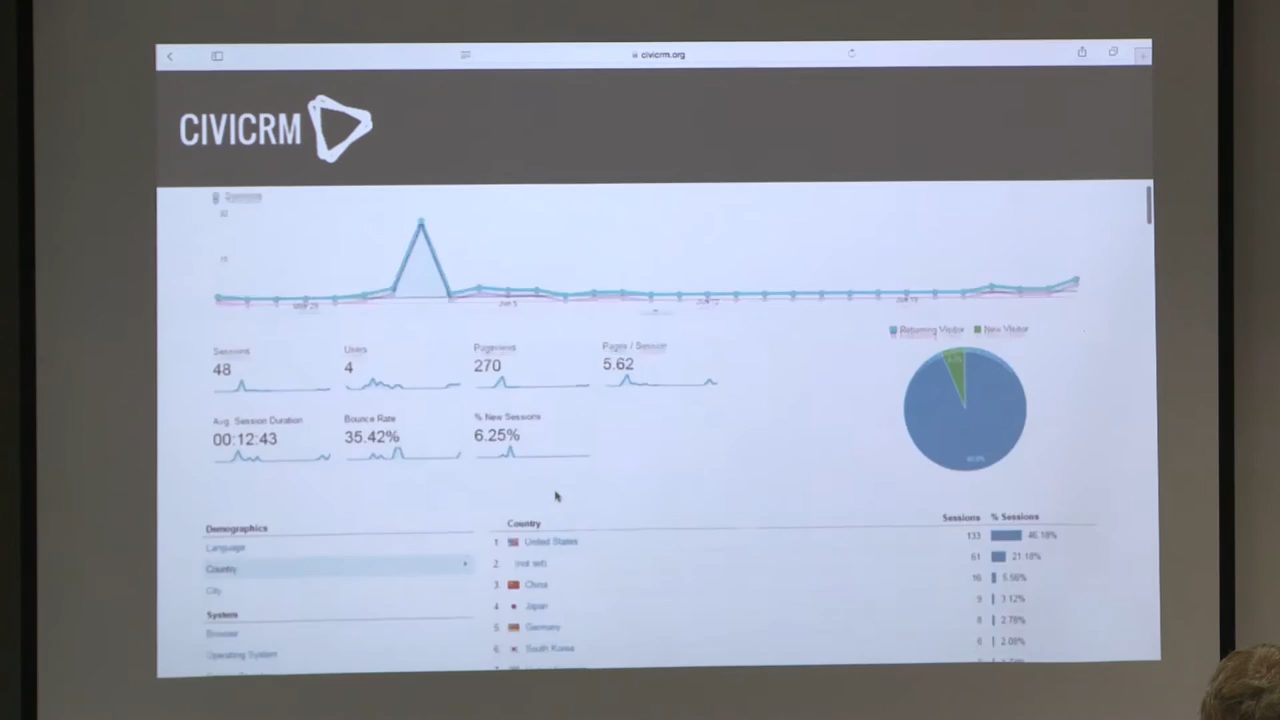 civicrm.org
CIVICRM
Jun 5
Returning Visitor New Visitor
Sessions Users Pageviews Pages / Session
48 4 270 5.62
Avg. Session Duration Bounce Rate % New Sessions
00:12:43 35.42% 6.25%
Demographics
Language
Country
City
System
Browser
Operating System
Country Sessions % Sessions
1. United States 133 46.18%
2. (not set) 61 21.18%
3. China 16 5.56%
4. Japan 9 3.12%
5. Germany 8 2.78%
6. South Korea 6 2.08%